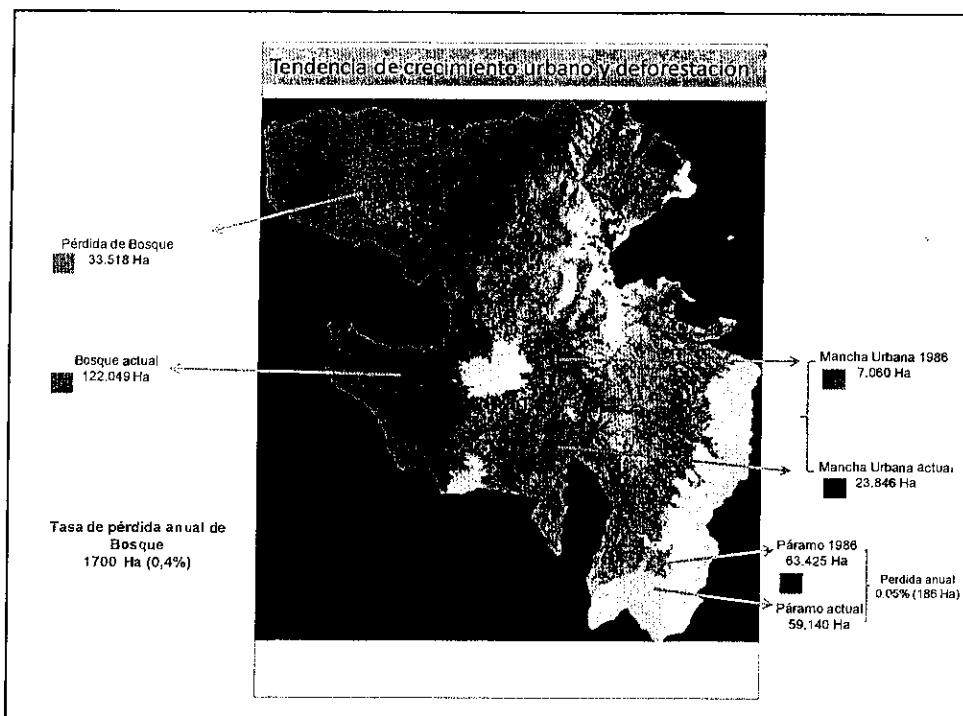 Tendencia de crecimiento urbano y deforestación
Pérdida de Bosque
33.518 Ha
Bosque actual
122.049 Ha
Tasa de pérdida anual de
Bosque
1700 Ha (0,4%)
Mancha Urbana 1986
7.060 Ha
Mancha Urbana actual
23.846 Ha
Páramo 1986
63.425 Ha
Páramo actual
59,140 Ha
Perdida anual
0.05% (186 Ha)